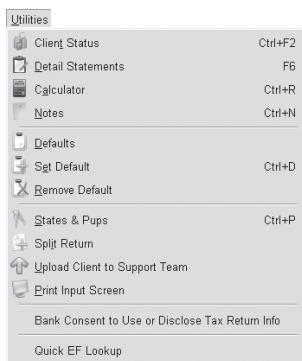 Utilities
Client Status Ctrl+F2
Detail Statements F6
Calculator Ctrl+R
Notes Ctrl+N
Defaults
Set Default Ctrl+D
Remove Default
States & Pups Ctrl+P
Split Return
Upload Client to Support Team
Print Input Screen
Bank Consent to Use or Disclose Tax Return Info
Quick EF Lookup